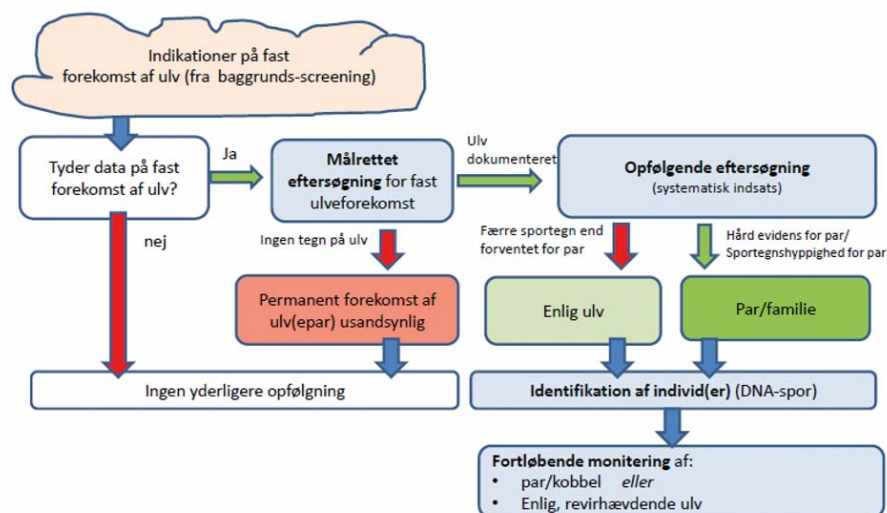 Indikationer på fast
forekomst af ulv (fra baggrunds-screening)
Tyder data på fast
forekomst af ulv?
Ja
Målrettet
eftersøgning for fast
ulveforekomst
Ulv
dokumenteret
Opfølgende eftersøgning
(systematisk indsats)
nej
Ingen tegn på ulv
Færre sportegn end
forventet for par
Hård evidens for par/
Sportegnshyppighed for par
Permanent forekomst af
ulv(epar) usandsynlig
Enlig ulv
Par/familie
Ingen yderligere opfølgning
Identifikation af individ(er) (DNA-spor)
Fortløbende monitering af:
• par/kobbel eller
• Enlig, revirhævdende ulv